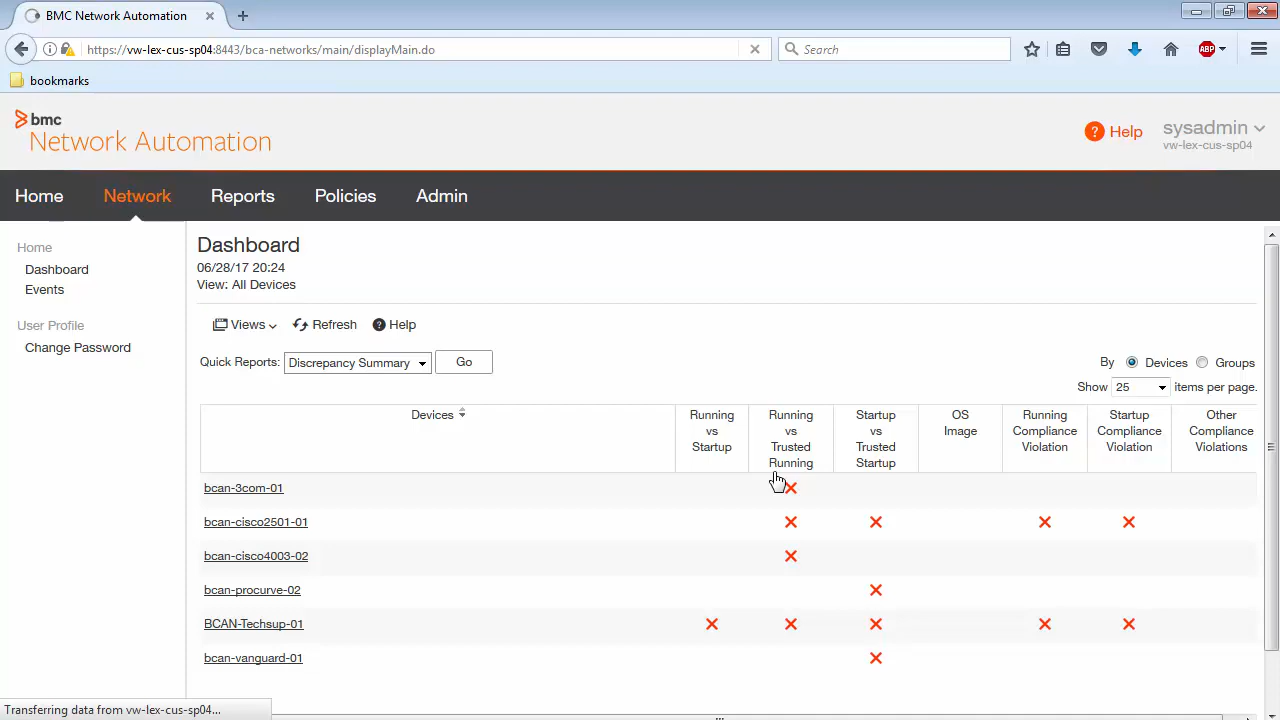 BMC Network Automation
https://vw-lex-cus-sp04:8443/bca-networks/main/displayMain.do
Search
ABP
bookmarks
bmc
Network Automation
? Help
sysadmin
vw-lex-cus-sp04
Home Network Reports Policies Admin
Home
Dashboard
Events
User Profile
Change Password
Dashboard
06/28/17 20:24
View: All Devices
Views Refresh ? Help
Quick Reports: Discrepancy Summary Go
By Devices Groups
Show 25 items per page.
Devices
Running vs Startup
Running vs Trusted Running
Startup vs Trusted Startup
OS Image
Running Compliance Violation
Startup Compliance Violation
Other Compliance Violations
bcan-3com-01
bcan-cisco2501-01
bcan-cisco4003-02
bcan-procurve-02
BCAN-Techsup-01
bcan-vanguard-01
Transferring data from vw-lex-cus-sp04...